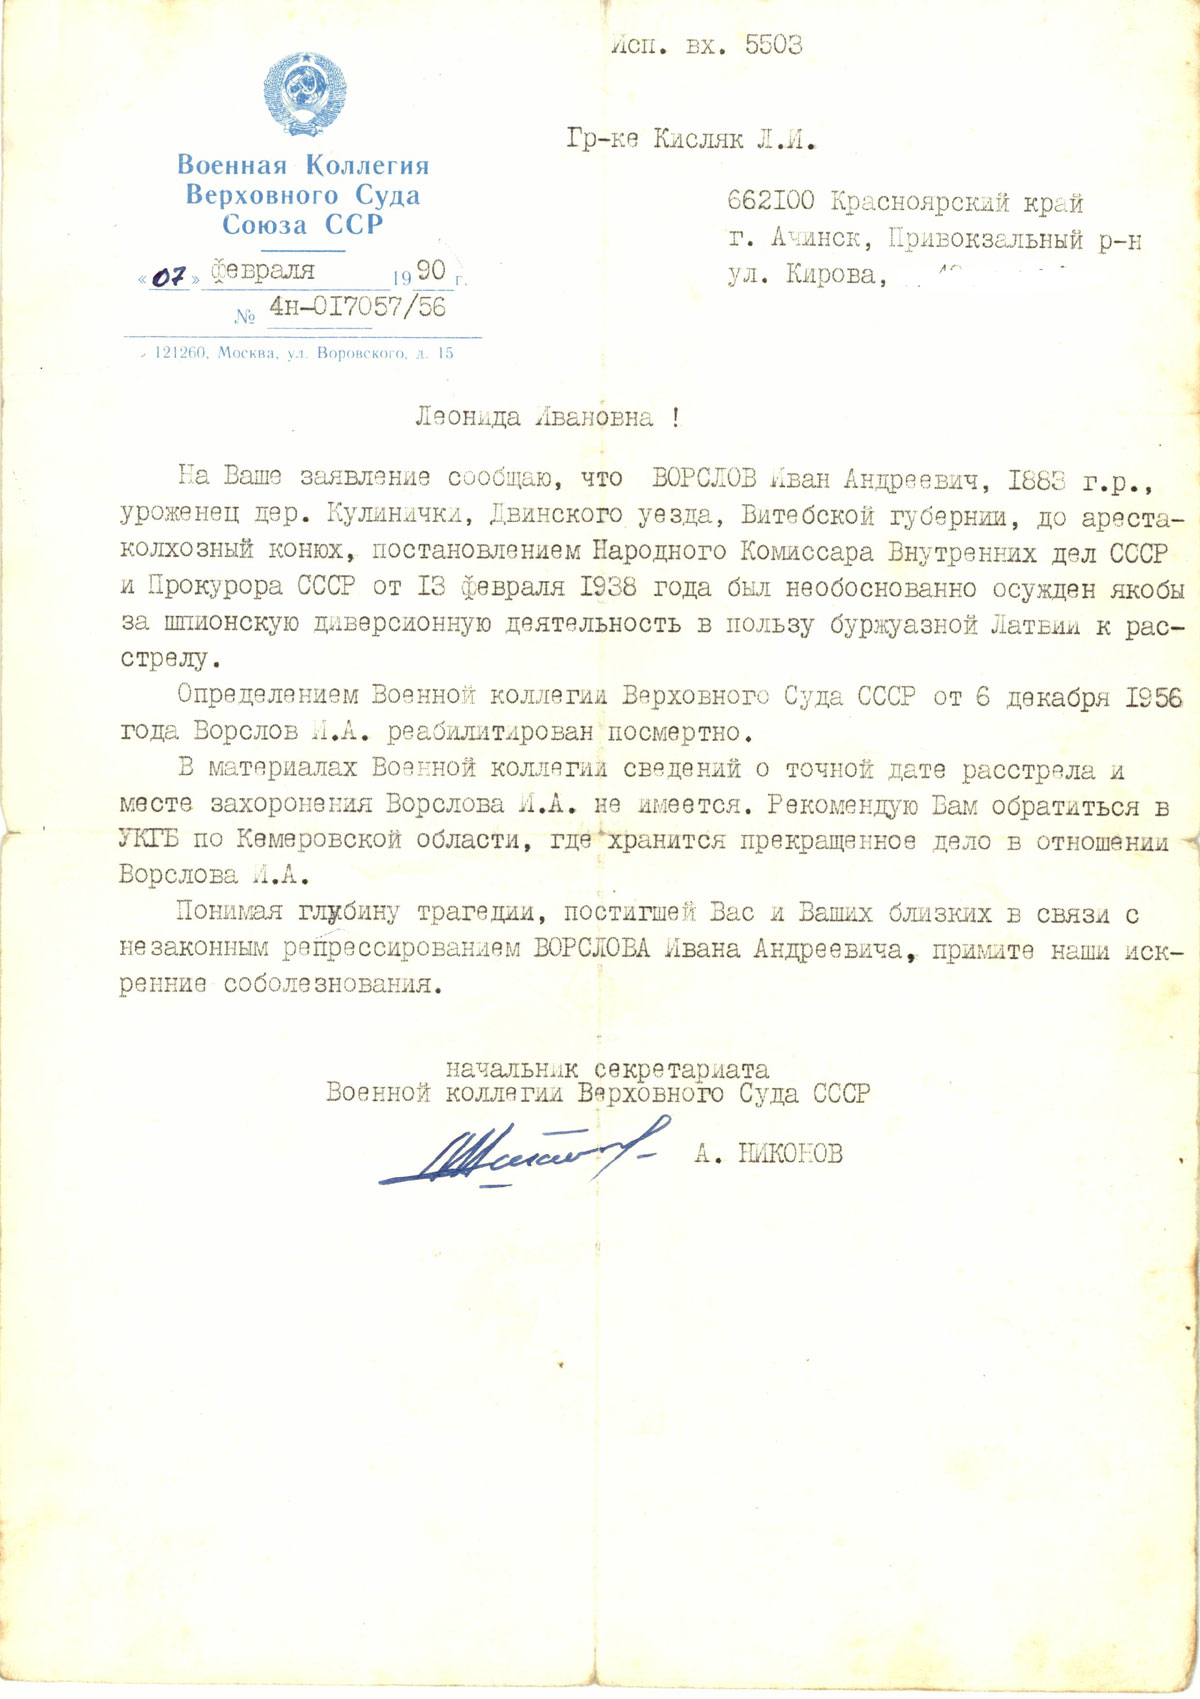 Исп. вх. 5503
Военная Коллегия
Верховного Суда
Союза ССР
«07» февраля 1990 г.
№ 4н-017057/56
121260, Москва, ул. Воровского, д. 15
Гр-ке Кисляк Л.И.
662100 Красноярский край
г. Ачинск, Привокзальный р-н
ул. Кирова,
Леонида Ивановна !
На Ваше заявление сообщаю, что ВОРСЛОВ Иван Андреевич, 1883 г.р.,
уроженец дер. Кулинички, Двинского уезда, Витебской губернии, до ареста-
колхозный конюх, постановлением Народного Комиссара Внутренних дел СССР
и Прокурора СССР от 13 февраля 1938 года был необоснованно осужден якобы
за шпионскую диверсионную деятельность в пользу буржуазной Латвии к рас-
стрелу.
Определением Военной коллегии Верховного Суда СССР от 6 декабря 1956
года Ворслов И.А. реабилитирован посмертно.
В материалах Военной коллегии сведений о точной дате расстрела и
месте захоронения Ворслова И.А. не имеется. Рекомендую Вам обратиться в
УКГБ по Кемеровской области, где хранится прекращенное дело в отношении
Ворслова И.А.
Понимая глубину трагедии, постигшей Вас и Ваших близких в связи с
незаконным репрессированием ВОРСЛОВА Ивана Андреевича, примите наши иск-
ренние соболезнования.
начальник секретариата
Военной коллегии Верховного Суда СССР
А. НИКОНОВ